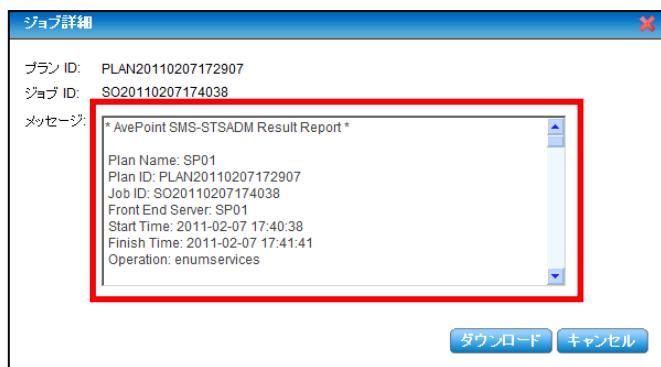 ジョブ詳細
プラン ID: PLAN20110207172907
ジョブ ID: SO20110207174038
メッセージ:
* AvePoint SMS-STSADM Result Report *
Plan Name: SP01
Plan ID: PLAN20110207172907
Job ID: SO20110207174038
Front End Server: SP01
Start Time: 2011-02-07 17:40:38
Finish Time: 2011-02-07 17:41:41
Operation: enumservices
ダウンロード キャンセル